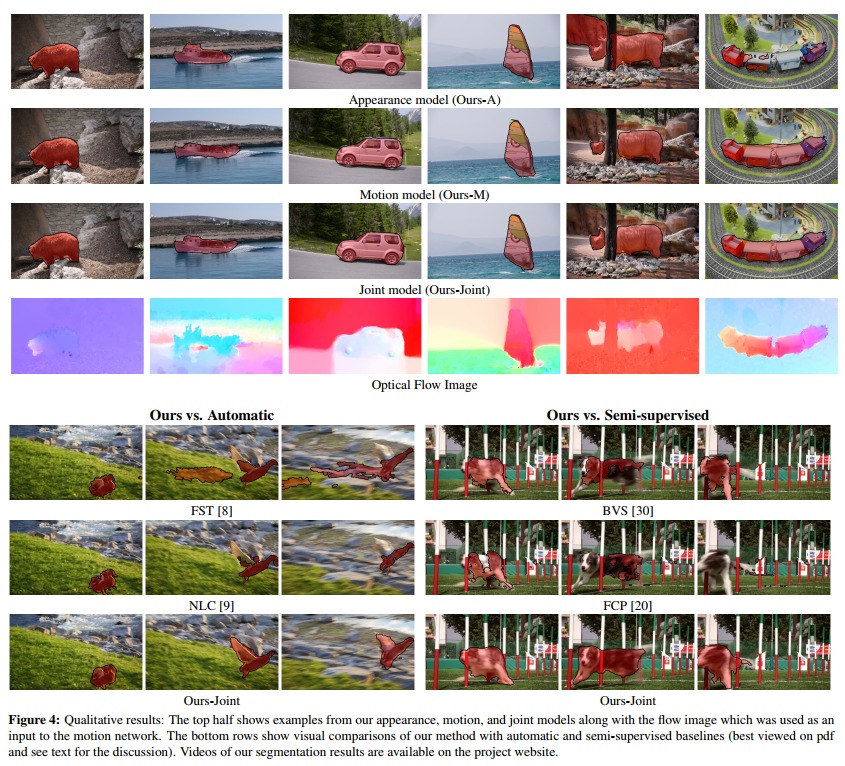 Appearance model (Ours-A)
Motion model (Ours-M)
Joint model (Ours-Joint)
Optical Flow Image
Ours vs. Automatic
Ours vs. Semi-supervised
FST [8]
BVS [30]
NLC [9]
FCP [20]
Ours-Joint
Ours-Joint
Figure 4: Qualitative results: The top half shows examples from our appearance, motion, and joint models along with the flow image which was used as an
input to the motion network. The bottom rows show visual comparisons of our method with automatic and semi-supervised baselines (best viewed on pdf
and see text for the discussion). Videos of our segmentation results are available on the project website.